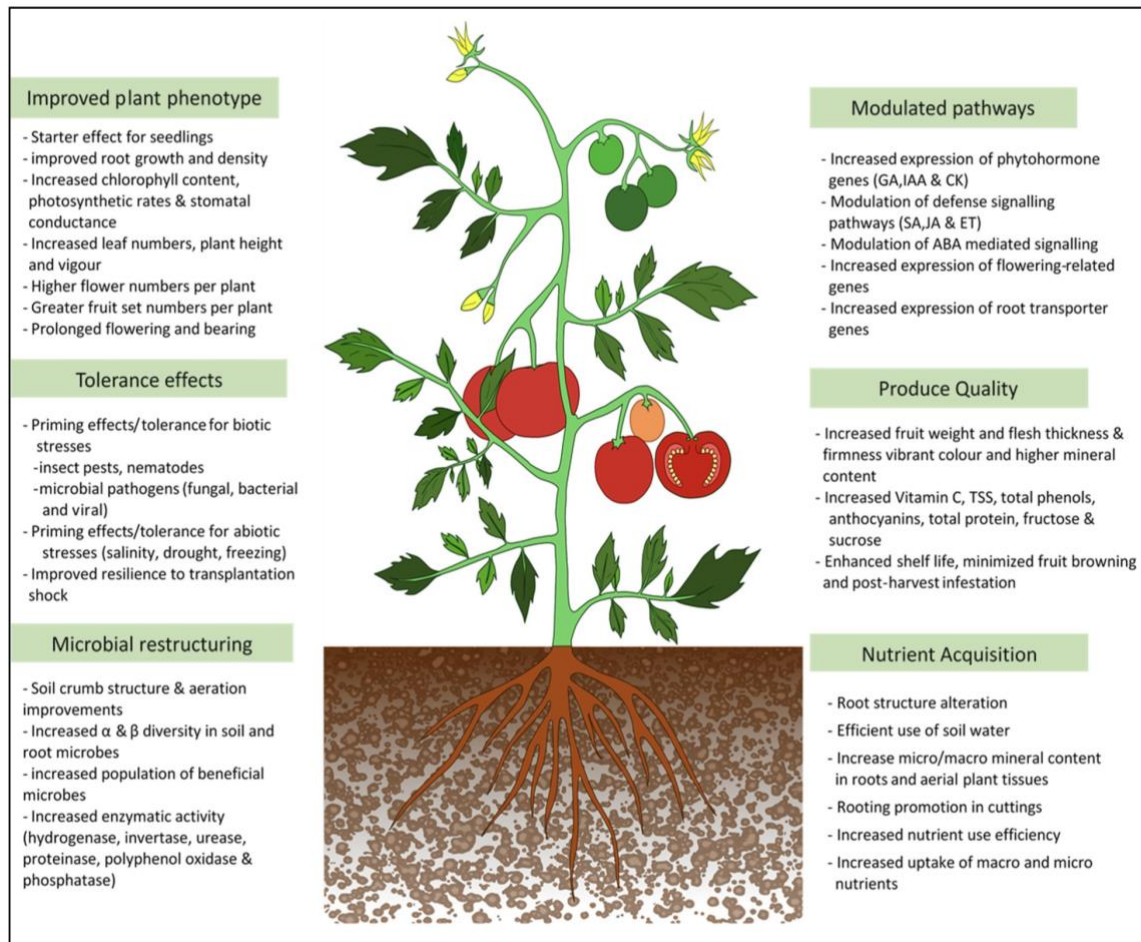 Improved plant phenotype
- Starter effect for seedlings
- improved root growth and density
- Increased chlorophyll content,
photosynthetic rates & stomatal
conductance
- Increased leaf numbers, plant height
and vigour
- Higher flower numbers per plant
- Greater fruit set numbers per plant
- Prolonged flowering and bearing
Tolerance effects
- Priming effects/tolerance for biotic
stresses
-insect pests, nematodes
-microbial pathogens (fungal, bacterial
and viral)
- Priming effects/tolerance for abiotic
stresses (salinity, drought, freezing)
- Improved resilience to transplantation
shock
Microbial restructuring
- Soil crumb structure & aeration
improvements
- Increased α & β diversity in soil and
root microbes
- increased population of beneficial
microbes
- Increased enzymatic activity
(hydrogenase, invertase, urease,
proteinase, polyphenol oxidase &
phosphatase)
Modulated pathways
- Increased expression of phytohormone
genes (GA,IAA & CK)
- Modulation of defense signalling
pathways (SA,JA & ET)
- Modulation of ABA mediated signalling
- Increased expression of flowering-related
genes
- Increased expression of root transporter
genes
Produce Quality
- Increased fruit weight and flesh thickness &
firmness vibrant colour and higher mineral
content
- Increased Vitamin C, TSS, total phenols,
anthocyanins, total protein, fructose &
sucrose
- Enhanced shelf life, minimized fruit browning
and post-harvest infestation
Nutrient Acquisition
- Root structure alteration
- Efficient use of soil water
- Increase micro/macro mineral content
in roots and aerial plant tissues
- Rooting promotion in cuttings
- Increased nutrient use efficiency
- Increased uptake of macro and micro
nutrients